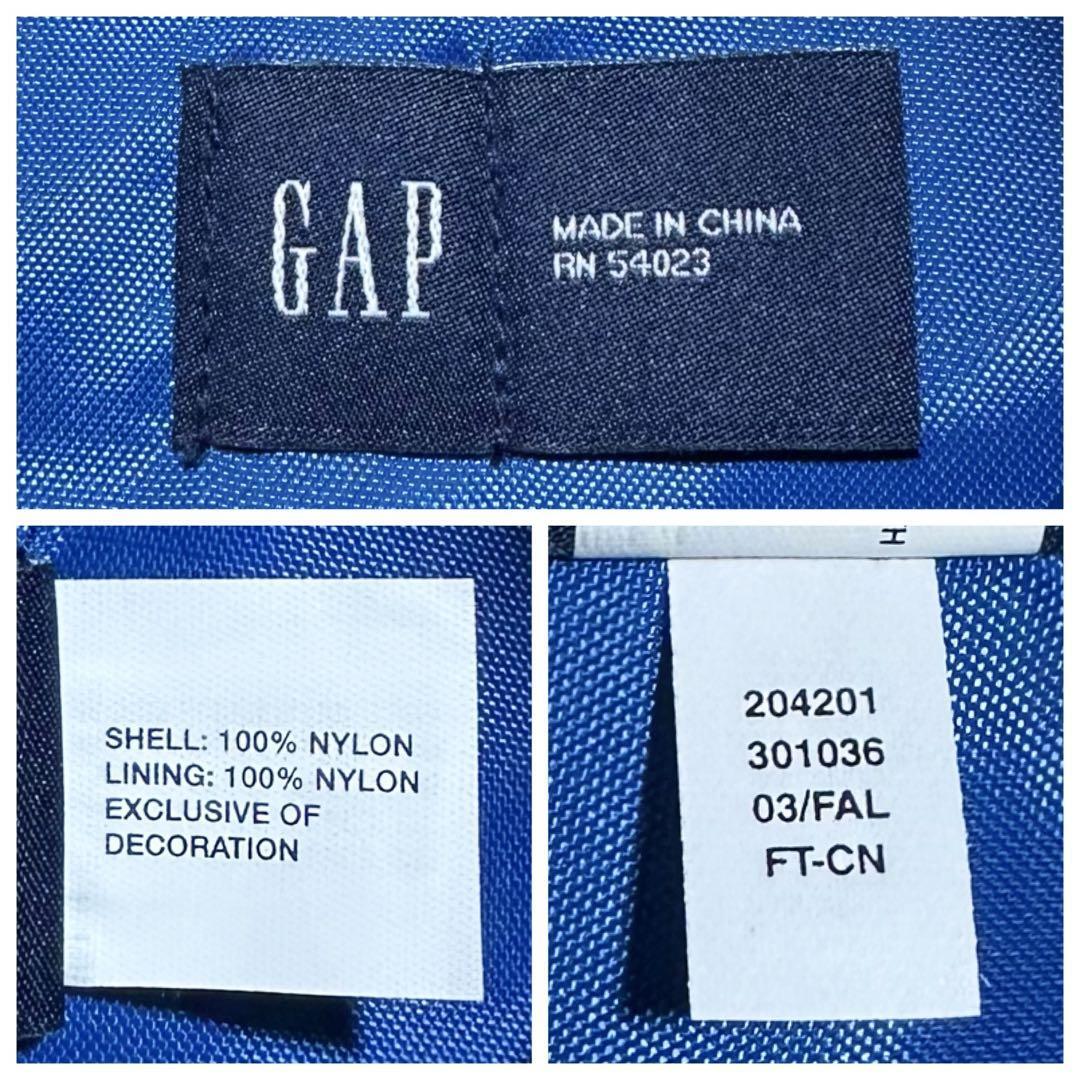 GAP
MADE IN CHINA
RN 54023
SHELL: 100% NYLON
LINING: 100% NYLON
EXCLUSIVE OF
DECORATION
H
204201
301036
03/FAL
FT-CN